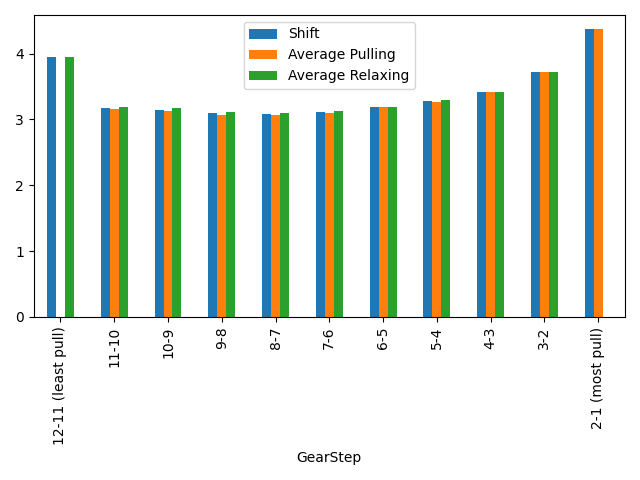 Shift
Average Pulling
Average Relaxing
4
3
2
1
0
12-11 (least pull)
11-10
10-9
9-8
8-7
7-6
6-5
5-4
4-3
3-2
2-1 (most pull)
GearStep